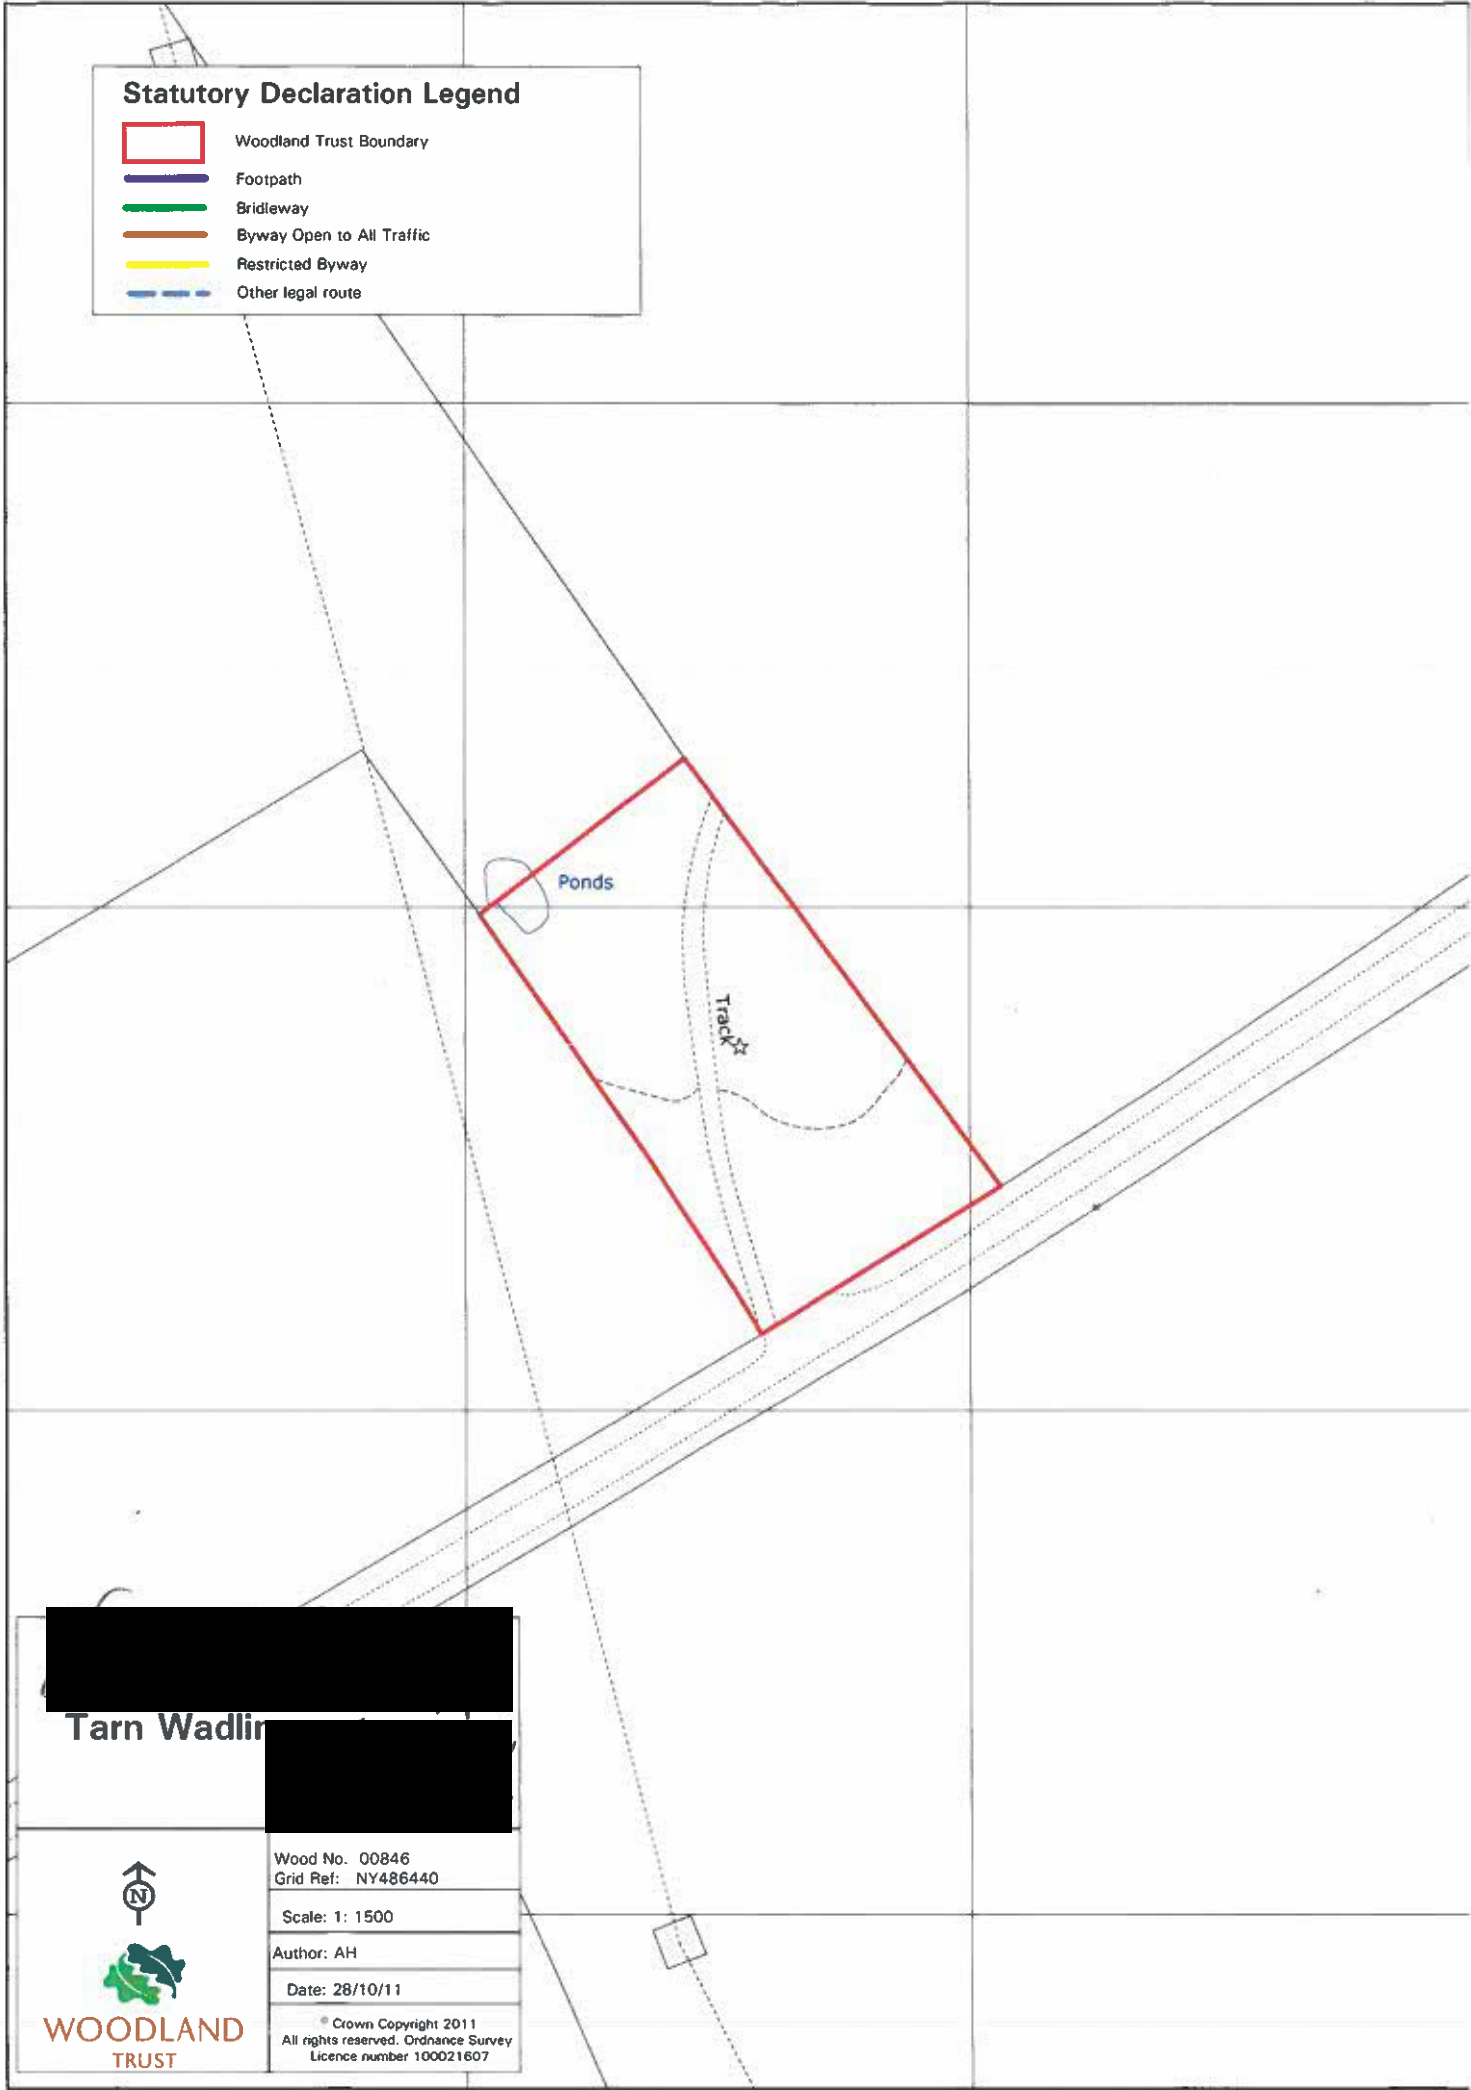 Statutory Declaration Legend
Woodland Trust Boundary
Footpath
Bridleway
Byway Open to All Traffic
Restricted Byway
Other legal route
Ponds
Track
Tarn Wadlin
N
Wood No. 00846
Grid Ref: NY486440
Scale: 1: 1500
Author: AH
Date: 28/10/11
© Crown Copyright 2011
All rights reserved. Ordnance Survey
Licence number 100021607
WOODLAND
TRUST